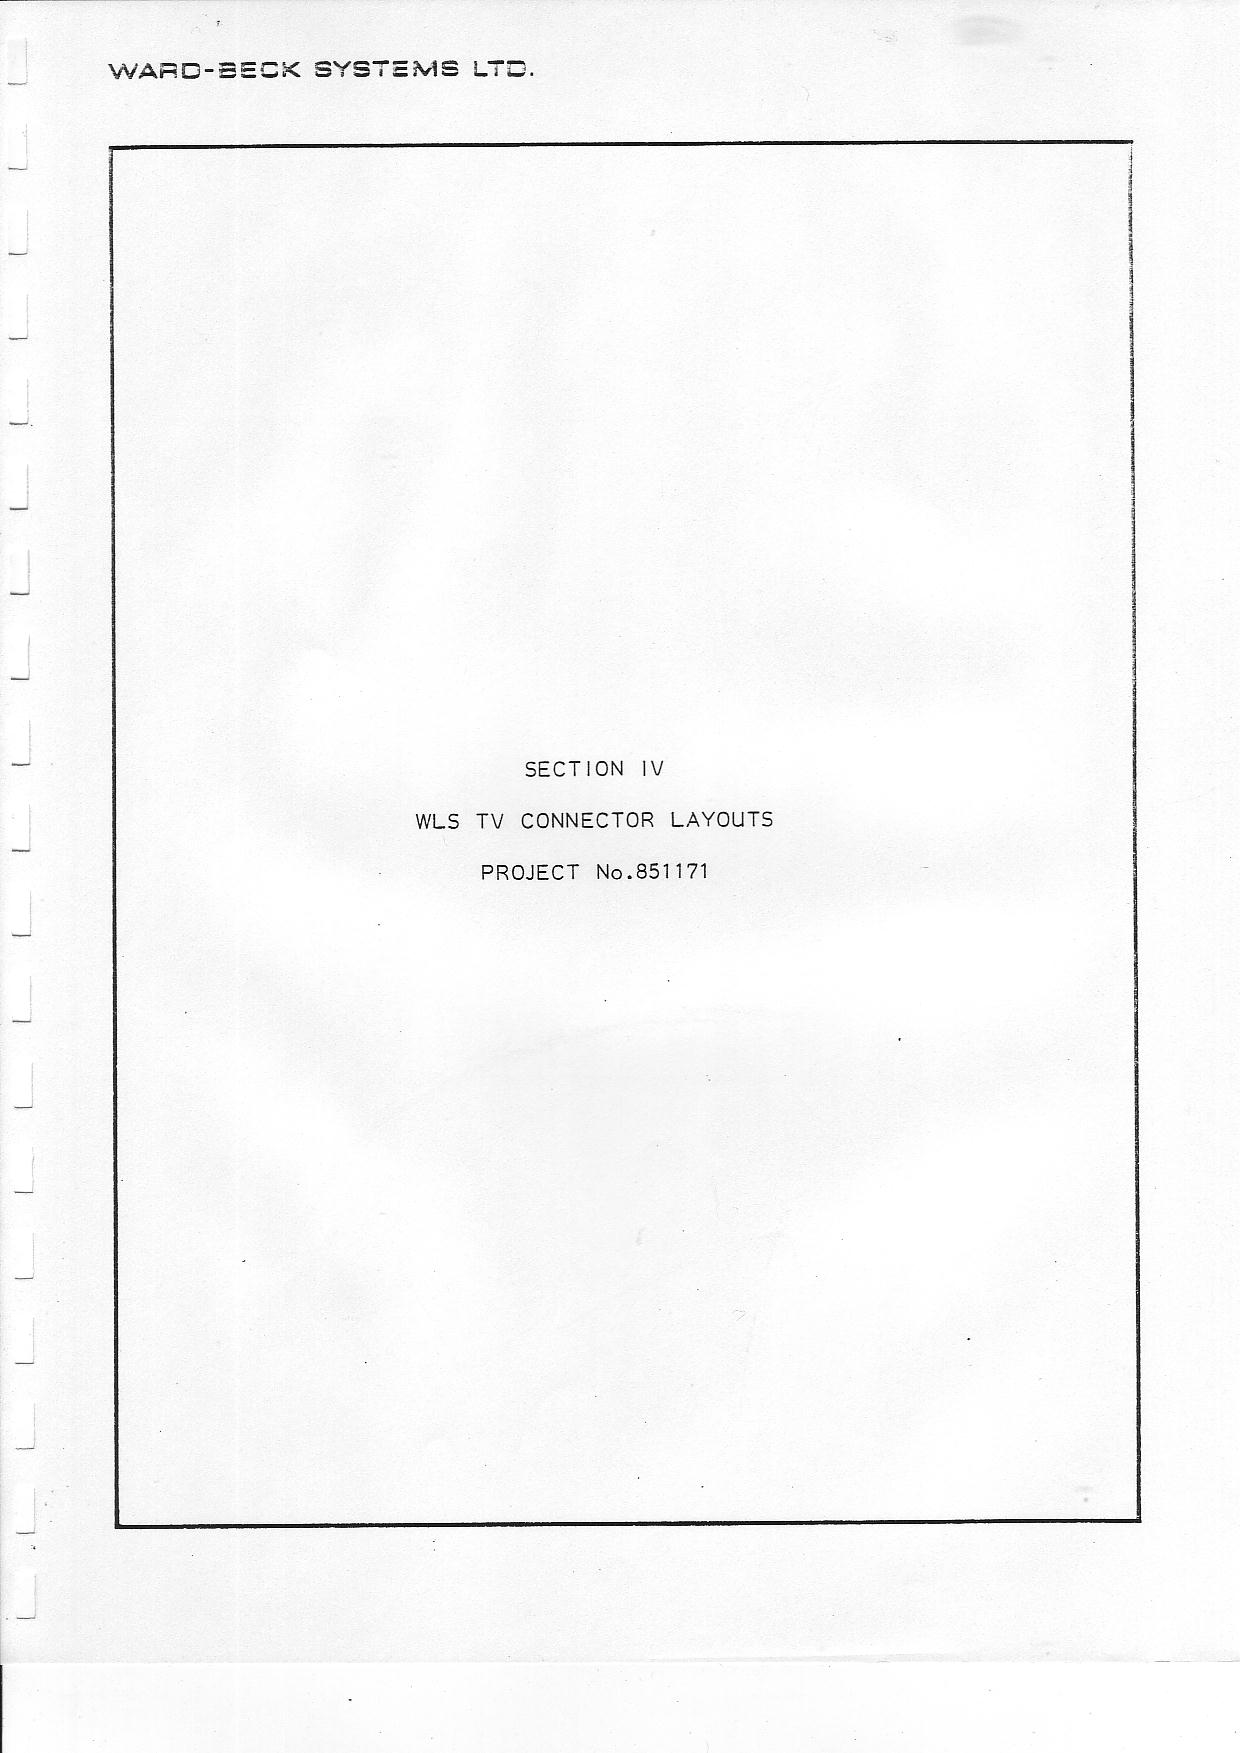 WARD-BECK SYSTEMS LTD.
SECTION IV
WLS TV CONNECTOR LAYOUTS
PROJECT No.851171